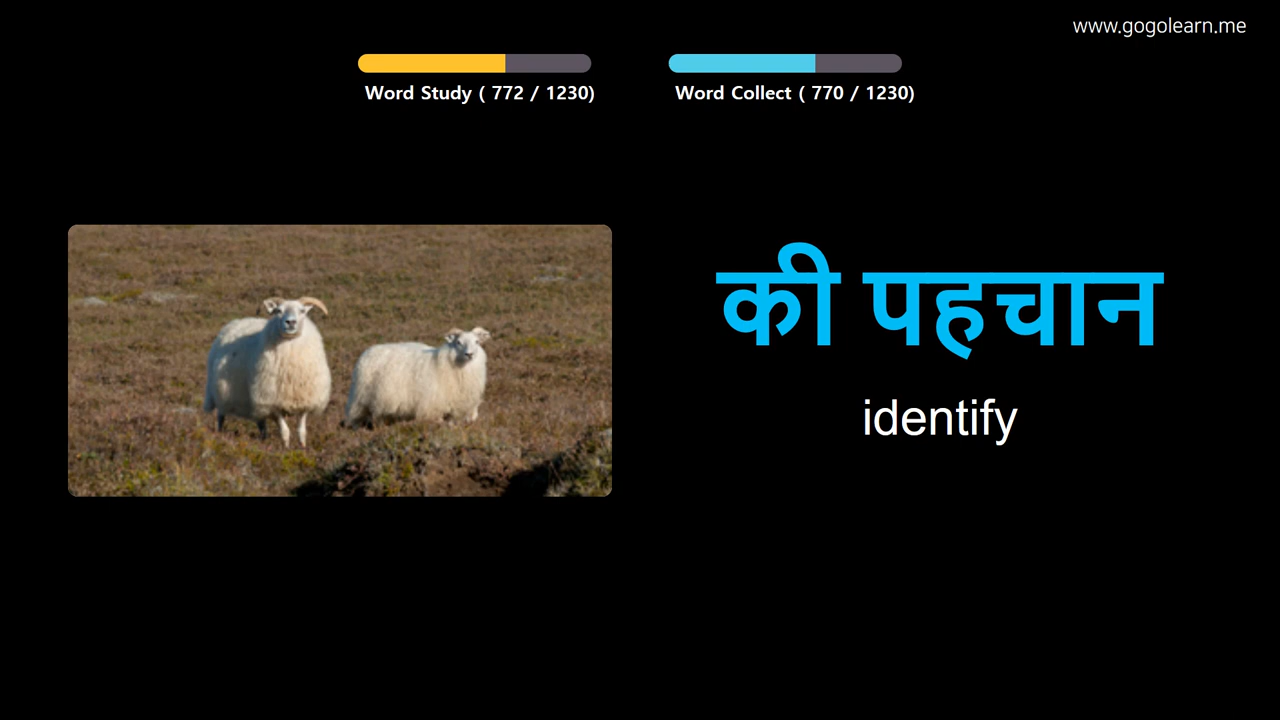 www.gogolearn.me
Word Study ( 772 / 1230)
Word Collect ( 770 / 1230)
की पहचान
identify